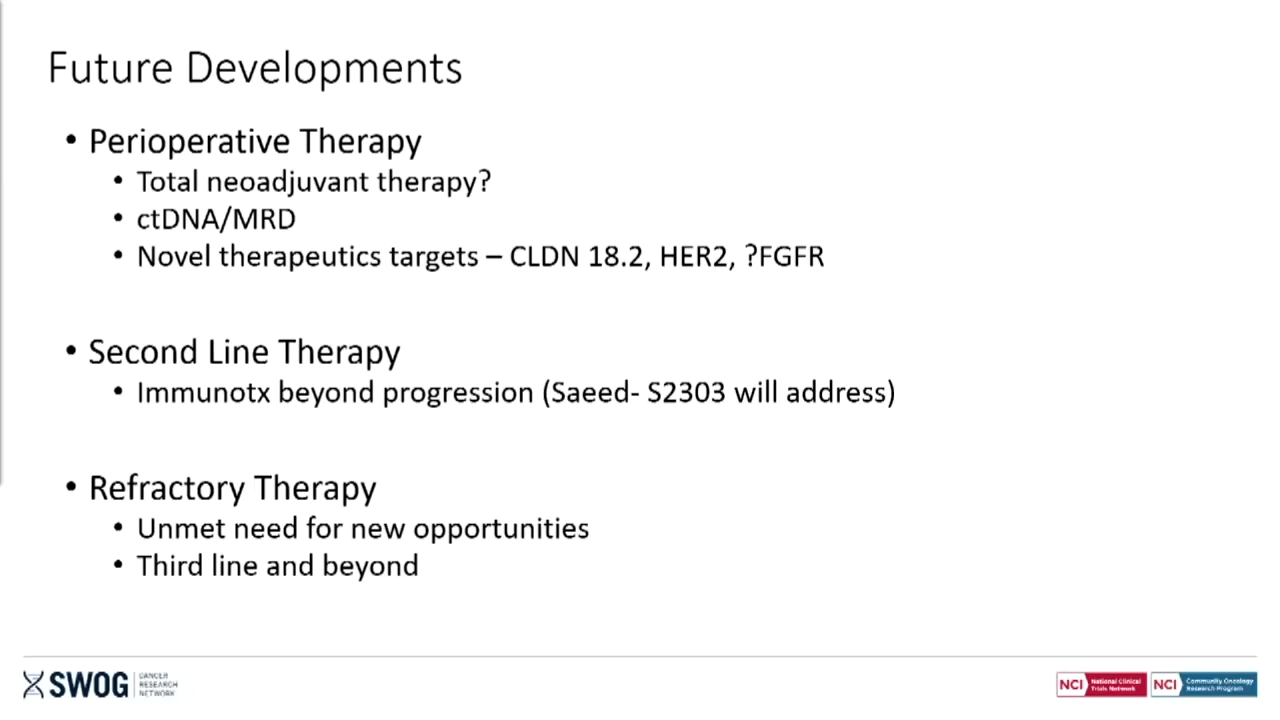 Future Developments
• Perioperative Therapy
• Total neoadjuvant therapy?
• ctDNA/MRD
• Novel therapeutics targets – CLDN 18.2, HER2, ?FGFR
• Second Line Therapy
• Immunotx beyond progression (Saeed- S2303 will address)
• Refractory Therapy
• Unmet need for new opportunities
• Third line and beyond
SWOG
CANCER
RESEARCH
NETWORK
NCI
National Clinical
Trials Network
NCI
Community Oncology
Research Program